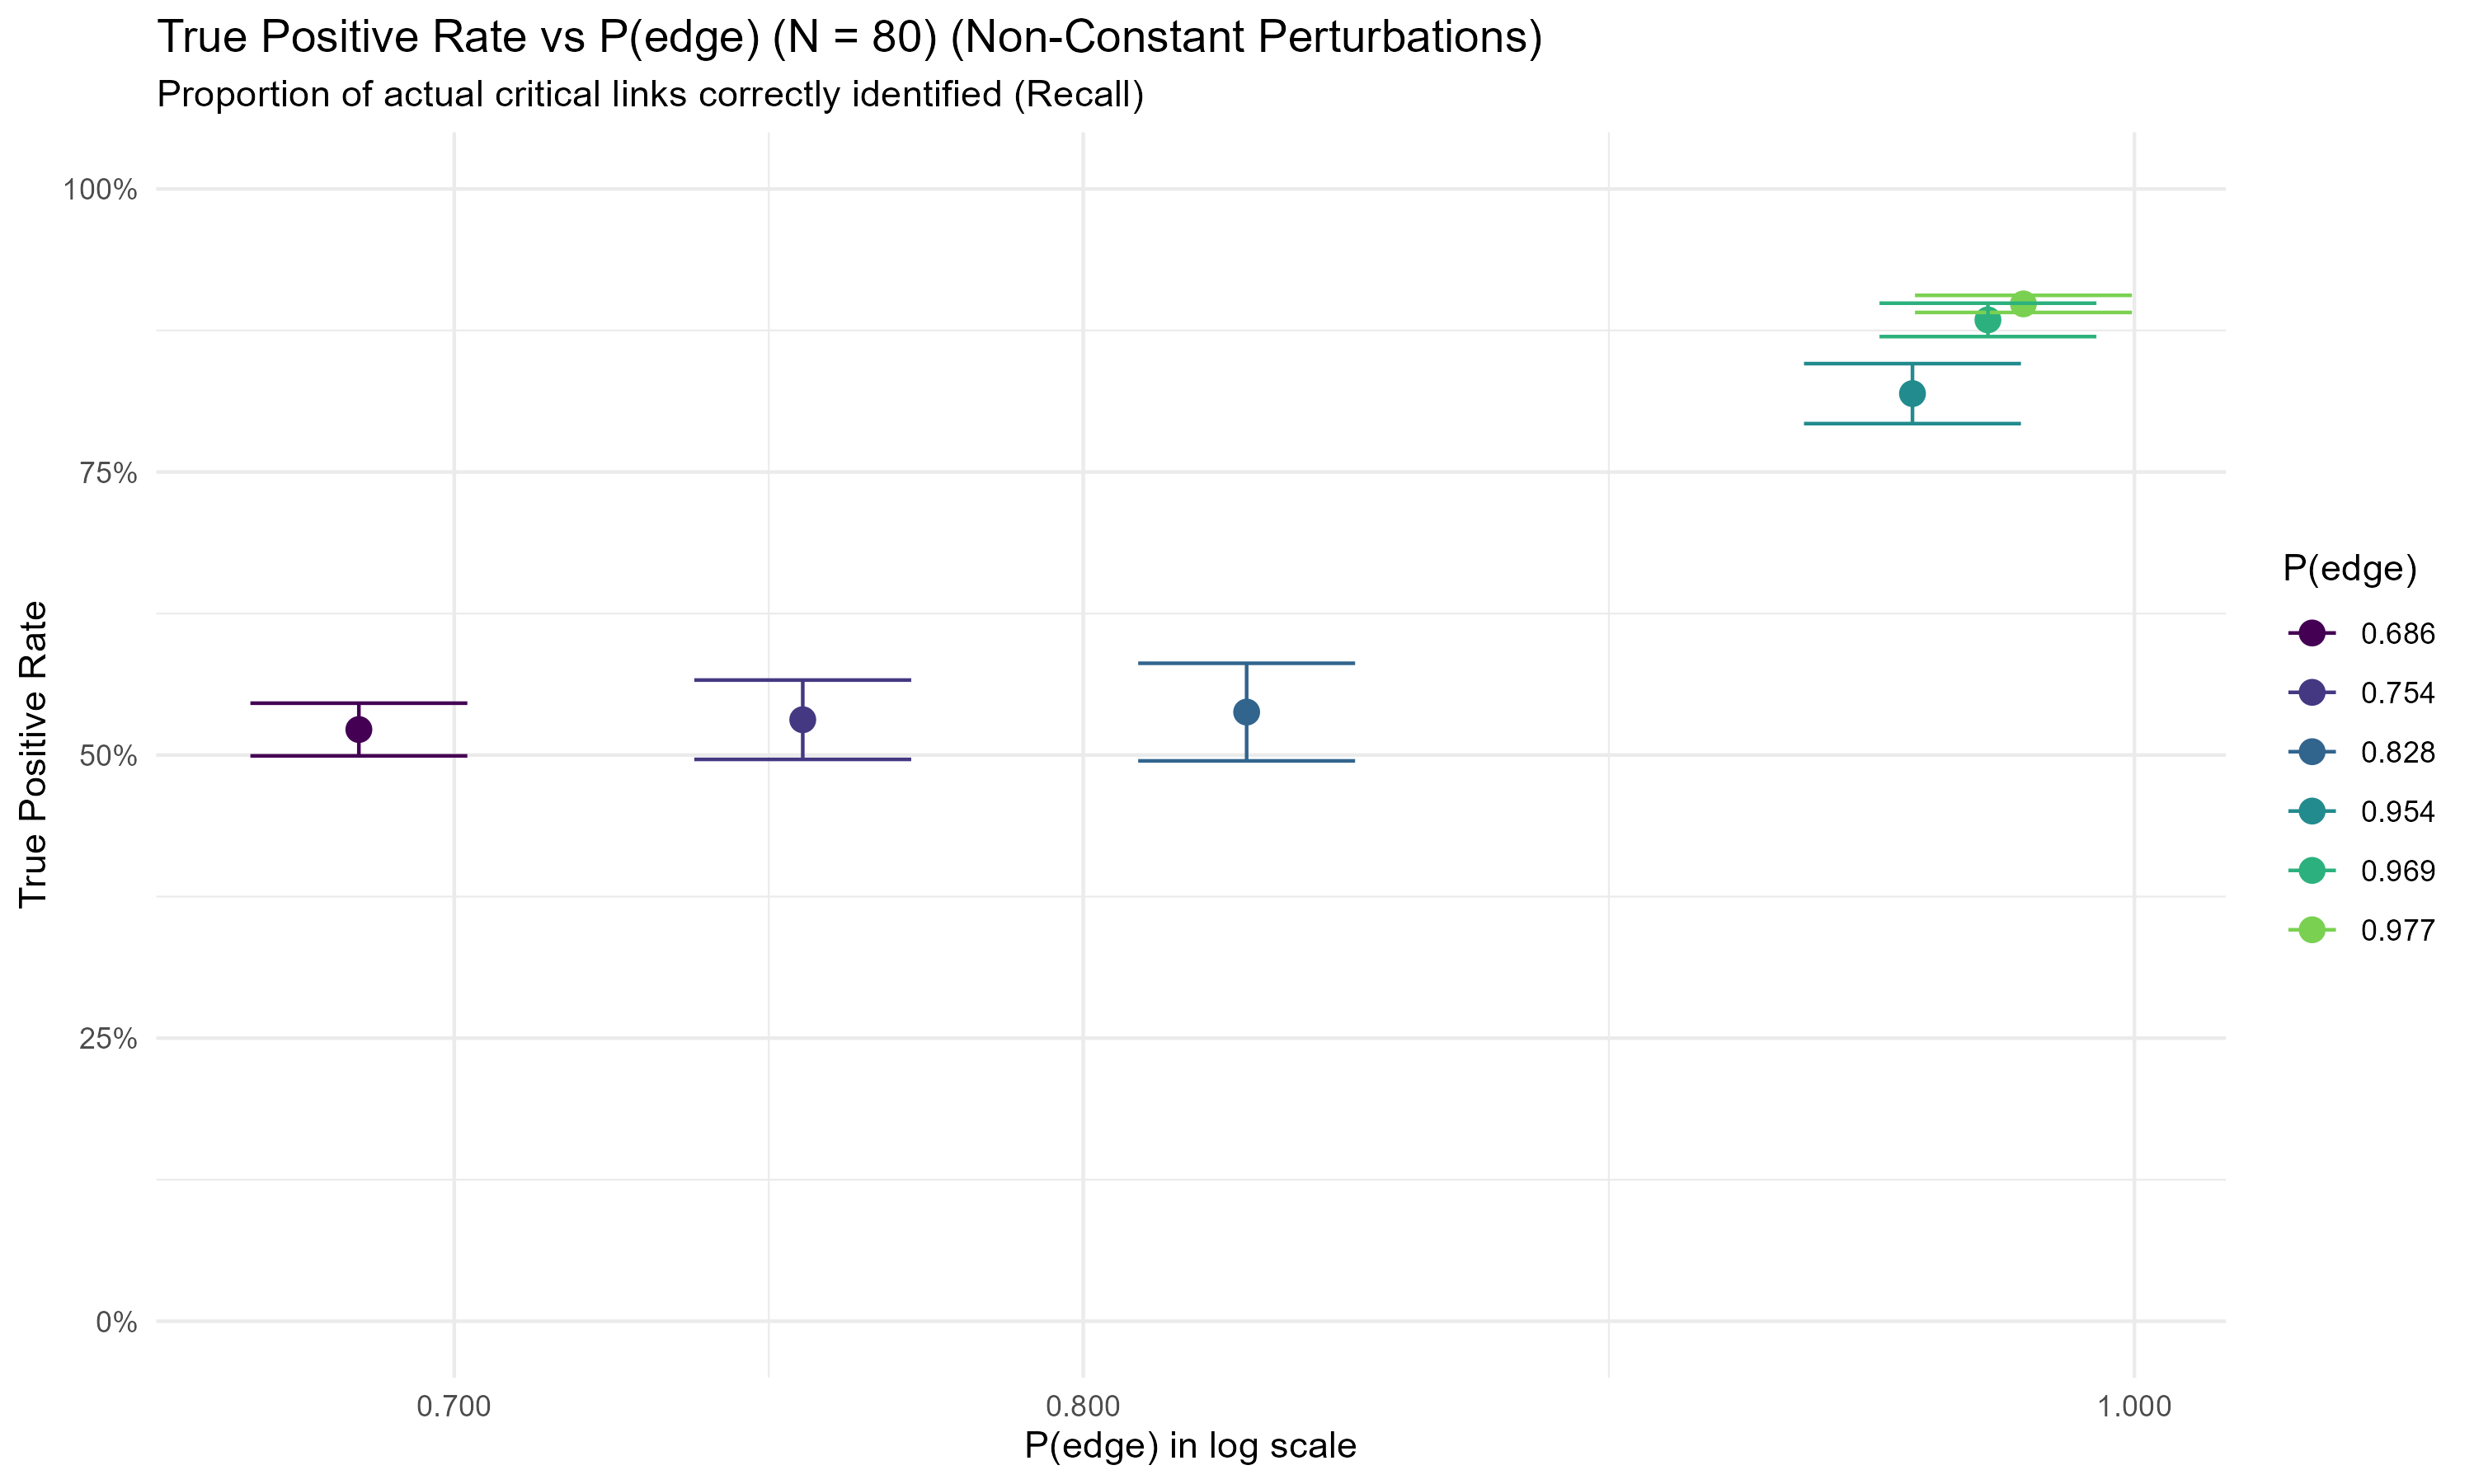 True Positive Rate vs P(edge) (N = 80) (Non-Constant Perturbations)
Proportion of actual critical links correctly identified (Recall)
True Positive Rate
100%
75%
50%
25%
0%
0.700
0.800
1.000
P(edge) in log scale
P(edge)
0.686
0.754
0.828
0.954
0.969
0.977